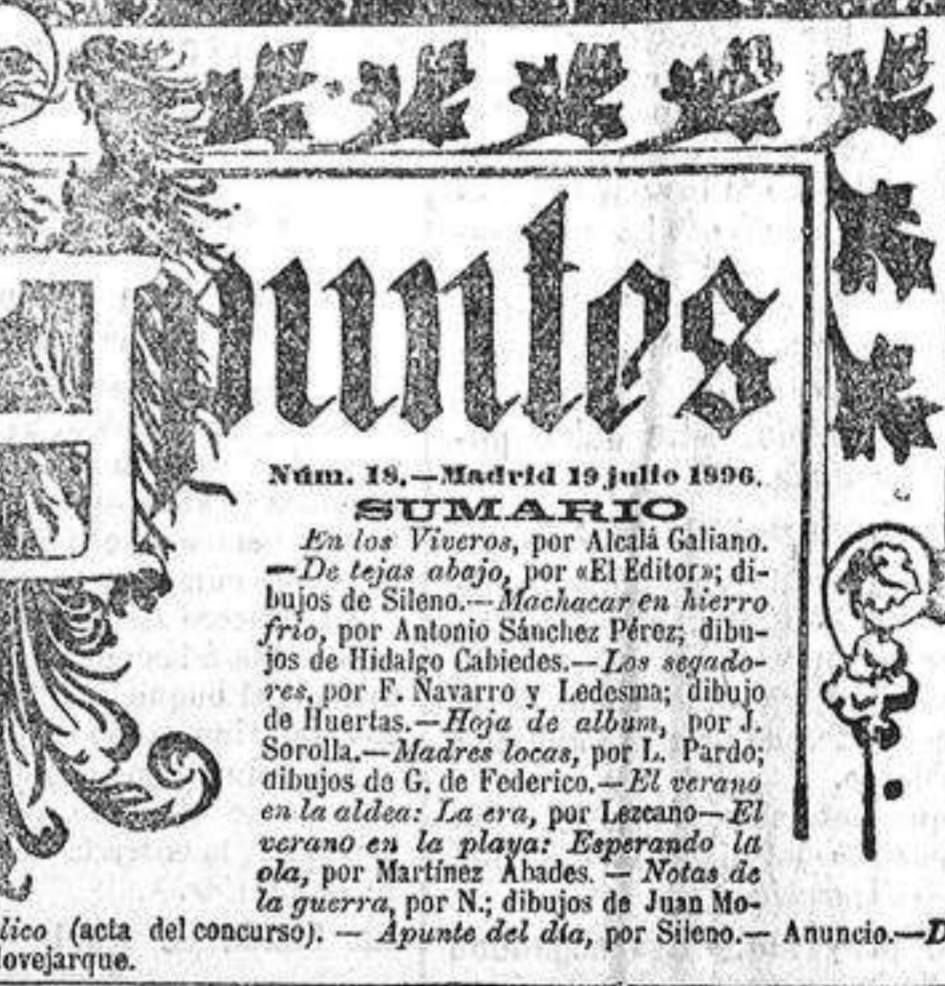 Apuntes
Núm. 18.—Madrid 19 julio 1896.
SUMARIO
En los Viveros, por Alcalá Galiano.
—De tejas abajo, por «El Editor»; di-
bujos de Sileno.—Machacar en hierro
frio, por Antonio Sánchez Pérez; dibu-
jos de Hidalgo Cabiedes.—Los segado-
res, por F. Navarro y Ledesma; dibujo
de Huertas.—Hoja de album, por J.
Sorolla.—Madres locas, por L. Pardo;
dibujos de G. de Federico.—El verano
en la aldea: La era, por Lezcano—El
verano en la playa: Esperando la
ola, por Martínez Abades. — Notas de
la guerra, por N.; dibujos de Juan Mo-
lico (acta del concurso). — Apunte del día, por Sileno.— Anuncio.—D
lovejarque.